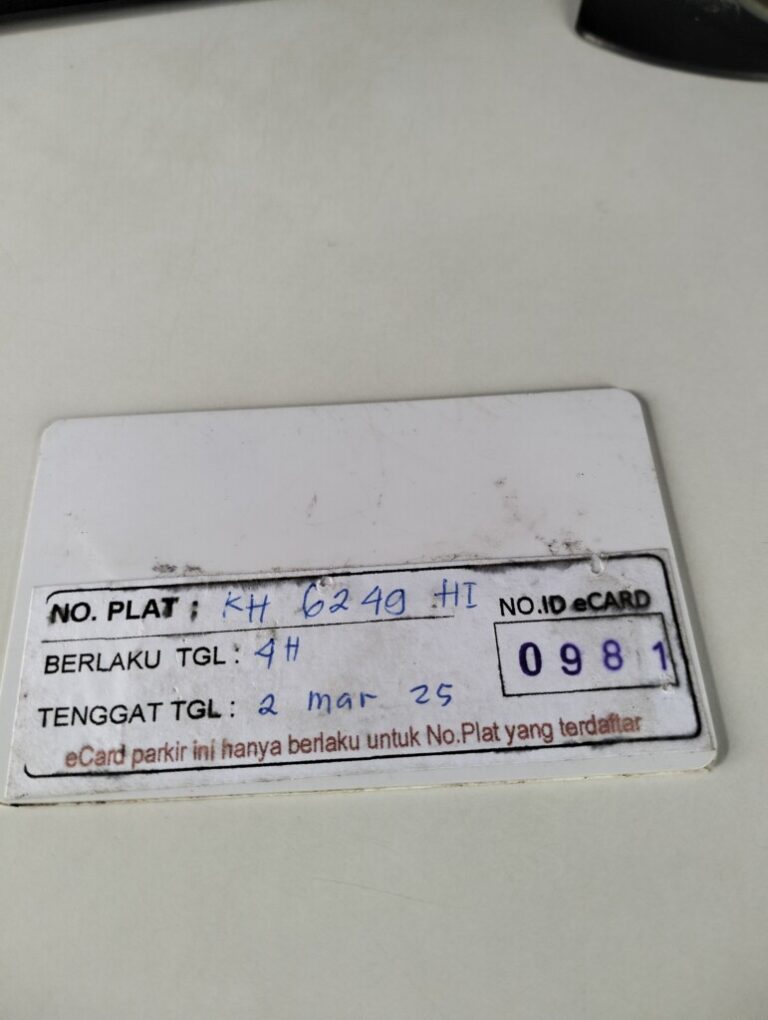 NO. PLAT : KH 6249 HI
NO.ID eCARD
BERLAKU TGL : 4H
0981
TENGGAT TGL : 2 mar 25
eCard parkir ini hanya berlaku untuk No.Plat yang terdaftar